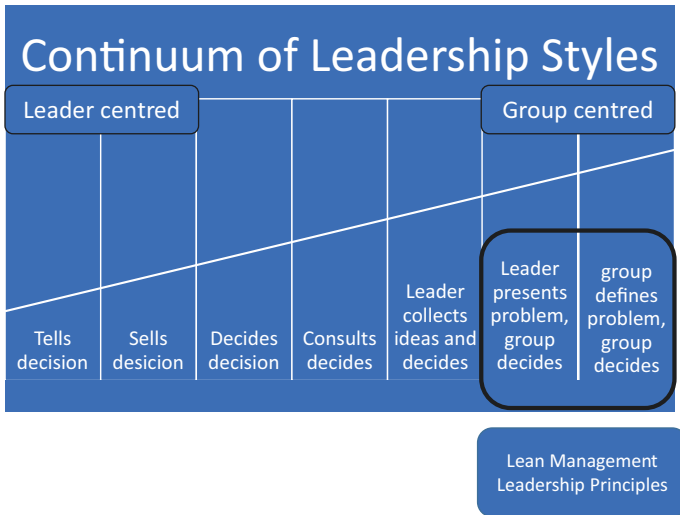 Continuum of Leadership Styles
Leader centred
Group centred
Tells
decision
Sells
desicion
Decides
decision
Consults
decides
Leader
collects
ideas and
decides
Leader
presents
problem,
group
decides
group
defines
problem,
group
decides
Lean Management
Leadership Principles